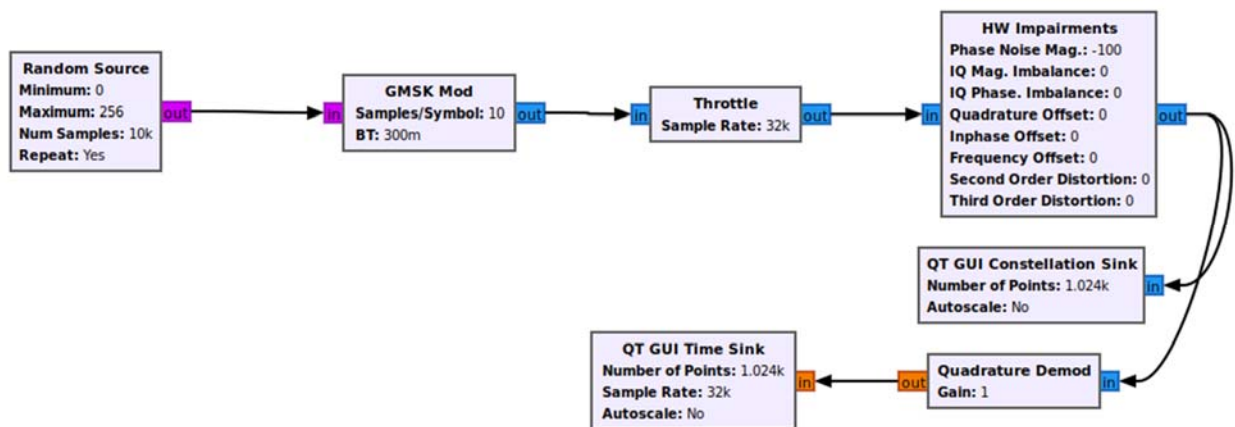 Random Source
Minimum: 0
Maximum: 256
Num Samples: 10k
Repeat: Yes
out
in
GMSK Mod
Samples/Symbol: 10
BT: 300m
out
in
Throttle
Sample Rate: 32k
out
in
HW Impairments
Phase Noise Mag.: -100
IQ Mag. Imbalance: 0
IQ Phase. Imbalance: 0
Quadrature Offset: 0
Inphase Offset: 0
Frequency Offset: 0
Second Order Distortion: 0
Third Order Distortion: 0
out
QT GUI Constellation Sink
Number of Points: 1.024k
Autoscale: No
in
QT GUI Time Sink
Number of Points: 1.024k
Sample Rate: 32k
Autoscale: No
in
out
Quadrature Demod
Gain: 1
in